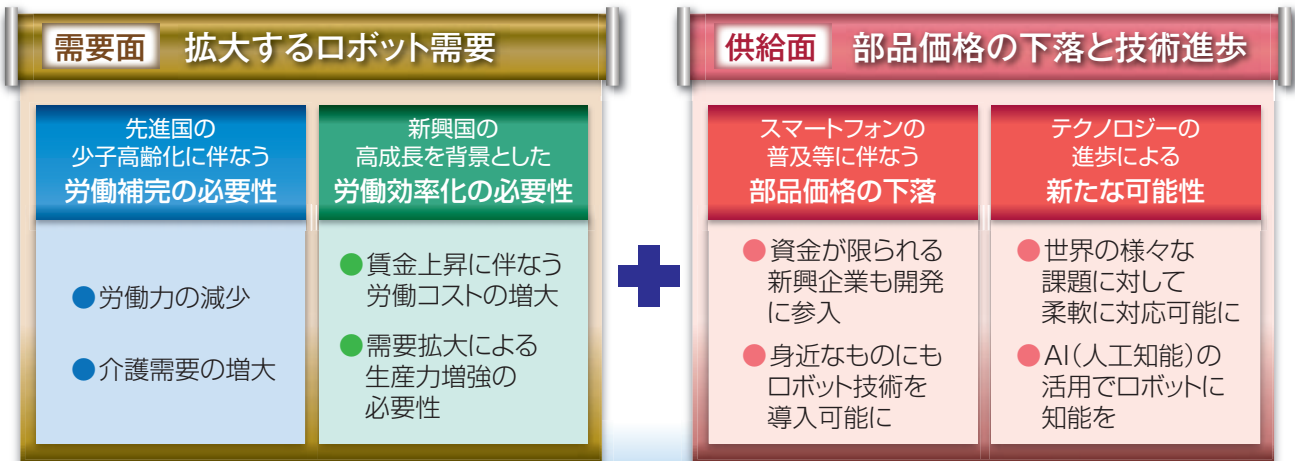 需要面 拡大するロボット需要
先進国の
少子高齢化に伴なう
労働補完の必要性
●労働力の減少
●介護需要の増大
新興国の
高成長を背景とした
労働効率化の必要性
●賃金上昇に伴なう
労働コストの増大
●需要拡大による
生産力増強の
必要性
供給面 部品価格の下落と技術進歩
スマートフォンの
普及等に伴なう
部品価格の下落
●資金が限られる
新興企業も開発
に参入
●身近なものにも
ロボット技術を
導入可能に
テクノロジーの
進歩による
新たな可能性
●世界の様々な
課題に対して
柔軟に対応可能に
●AI(人工知能)の
活用でロボットに
知能を